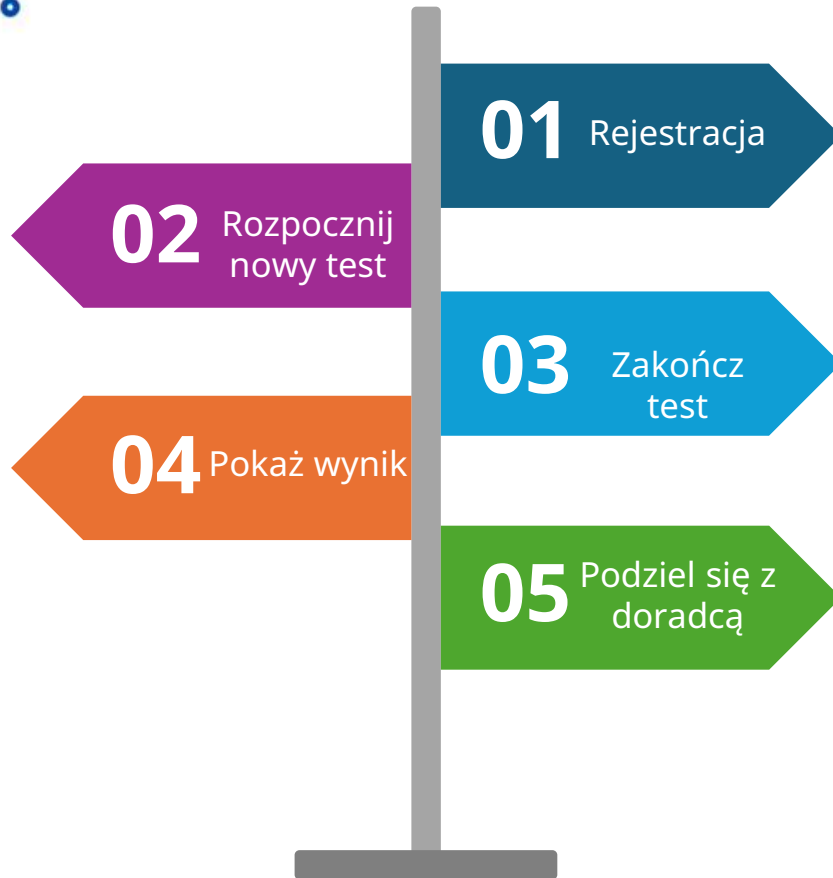 01 Rejestracja
02 Rozpocznij
nowy test
03 Zakończ
test
04 Pokaż wynik
05 Podziel się z
doradcą